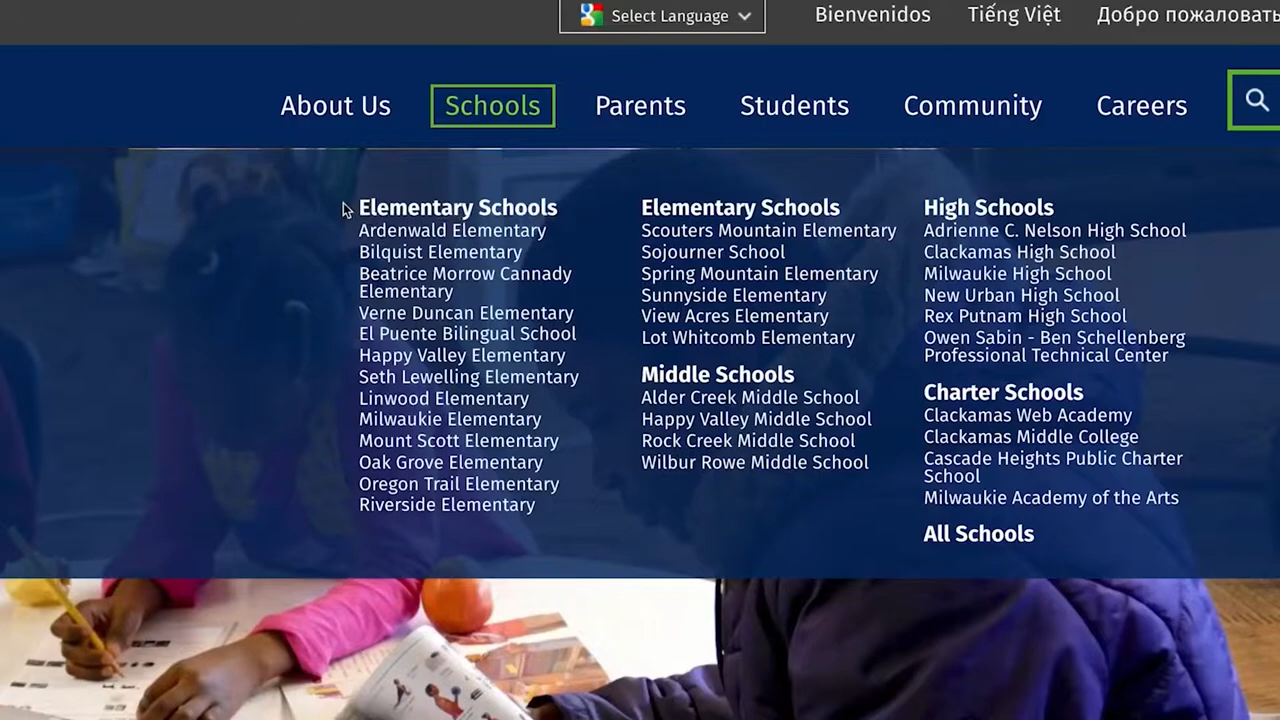 Select Language
Bienvenidos
Tiếng Việt
Добро пожаловать
About Us
Schools
Parents
Students
Community
Careers
Elementary Schools
Ardenwald Elementary
Bilquist Elementary
Beatrice Morrow Cannady
Elementary
Verne Duncan Elementary
El Puente Bilingual School
Happy Valley Elementary
Seth Lewelling Elementary
Linwood Elementary
Milwaukie Elementary
Mount Scott Elementary
Oak Grove Elementary
Oregon Trail Elementary
Riverside Elementary
Elementary Schools
Scouters Mountain Elementary
Sojourner School
Spring Mountain Elementary
Sunnyside Elementary
View Acres Elementary
Lot Whitcomb Elementary
Middle Schools
Alder Creek Middle School
Happy Valley Middle School
Rock Creek Middle School
Wilbur Rowe Middle School
High Schools
Adrienne C. Nelson High School
Clackamas High School
Milwaukie High School
New Urban High School
Rex Putnam High School
Owen Sabin - Ben Schellenberg
Professional Technical Center
Charter Schools
Clackamas Web Academy
Clackamas Middle College
Cascade Heights Public Charter
School
Milwaukie Academy of the Arts
All Schools